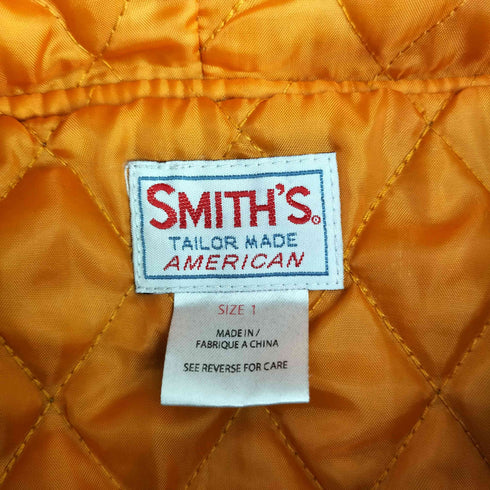 SMITH'S®
TAILOR MADE
AMERICAN
SIZE 1
MADE IN /
FABRIQUE A CHINA
SEE REVERSE FOR CARE